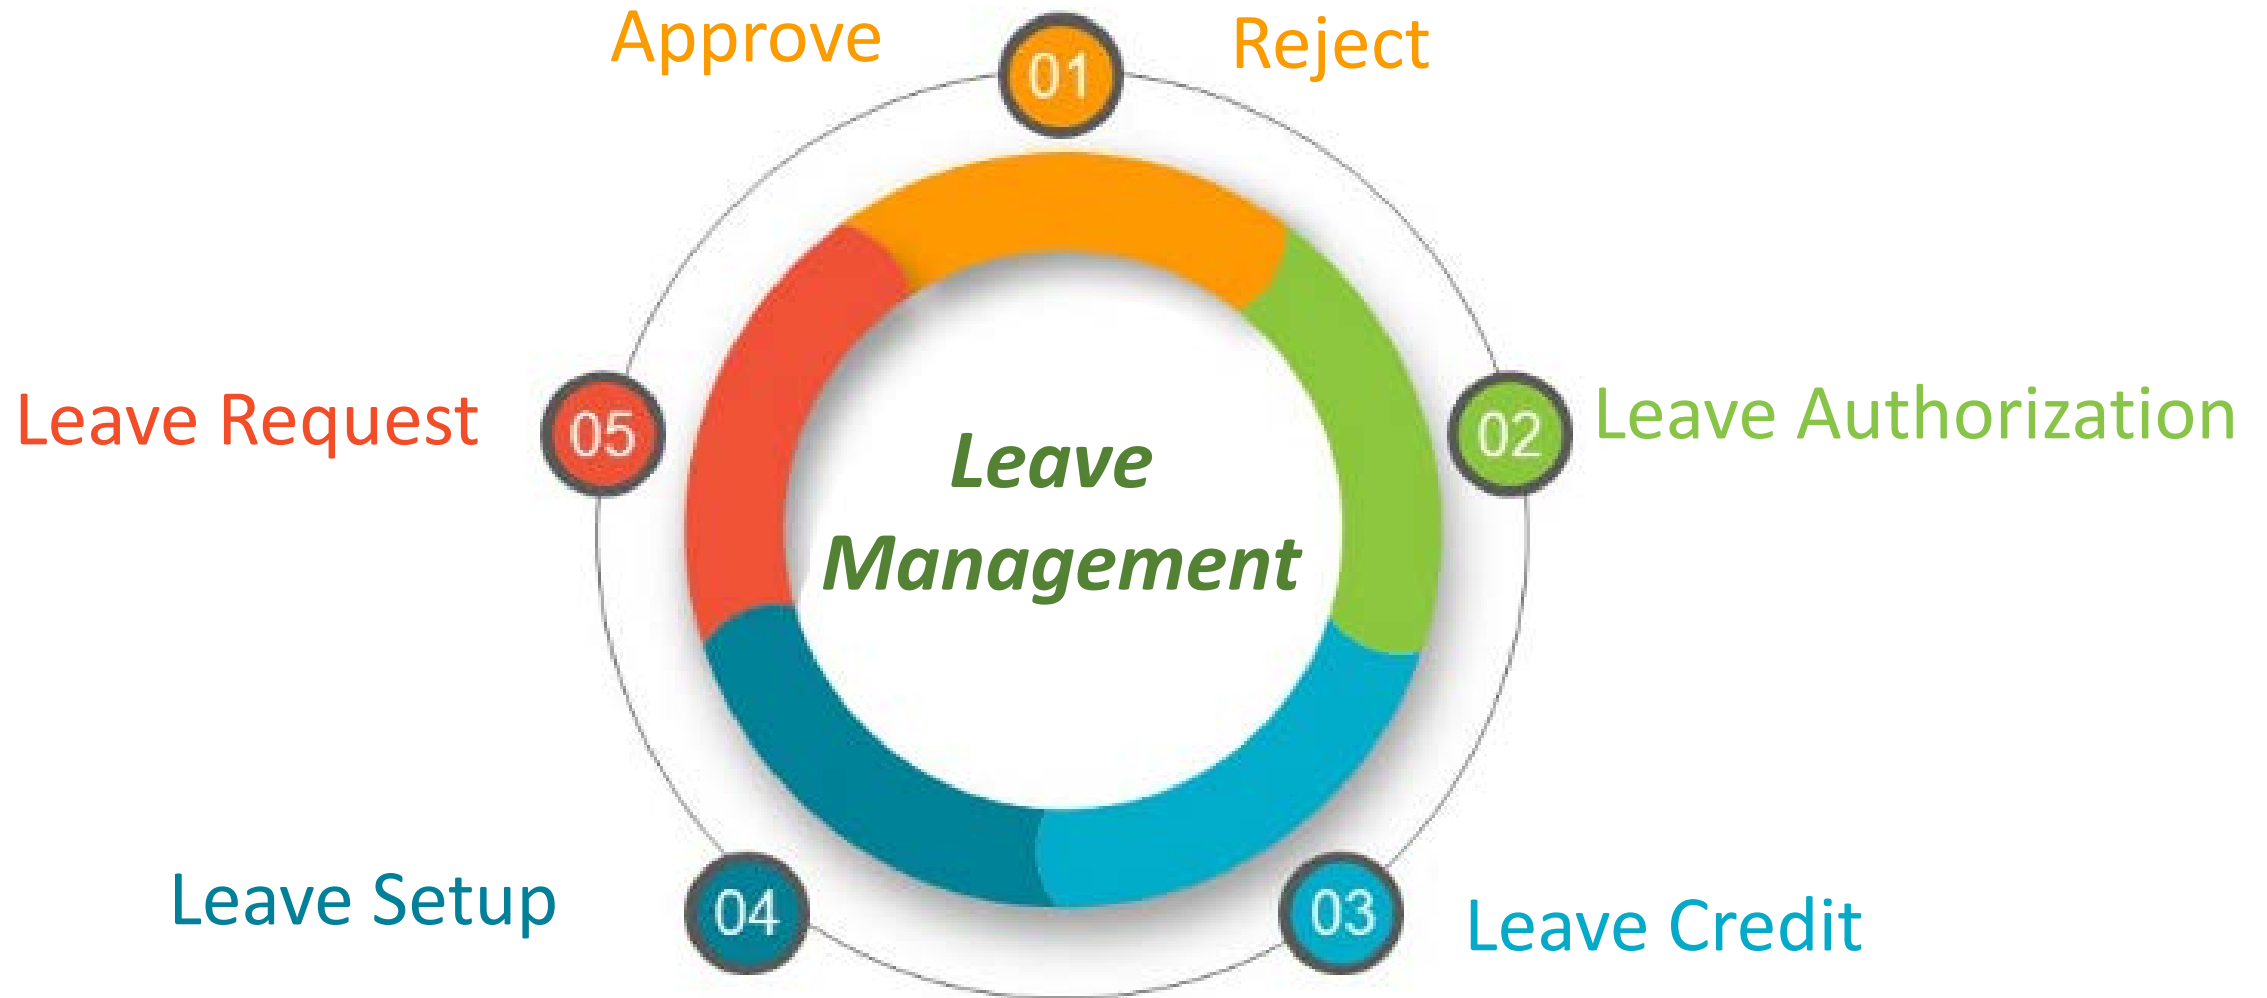 Approve
01
Reject
Leave Request
05
02
Leave Authorization
Leave
Management
Leave Setup
04
03
Leave Credit